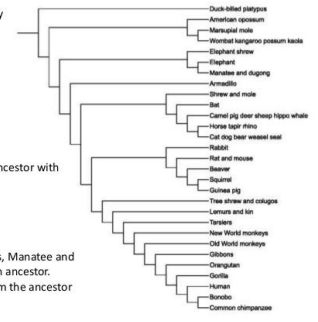 y
Duck-billed platypus
American opossum
Marsupial mole
Wombat kangaroo possum kaola
Elephant shrew
Elephant
Manatee and dugong
Armadillo
Shrew and mole
Bat
Camel pig deer sheep hippo whale
Horse tapir rhino
Cat dog bear weasel seal
Rabbit
Rat and mouse
Beaver
ncestor with
Squirrel
Guinea pig
Tree shrew and colugos
Lemurs and kin
Tarsiers
New World monkeys
Old World monkeys
s, Manatee and
Gibbons
n ancestor.
Orangutan
Gorilla
m the ancestor
Human
Bonobo
Common chimpanzee